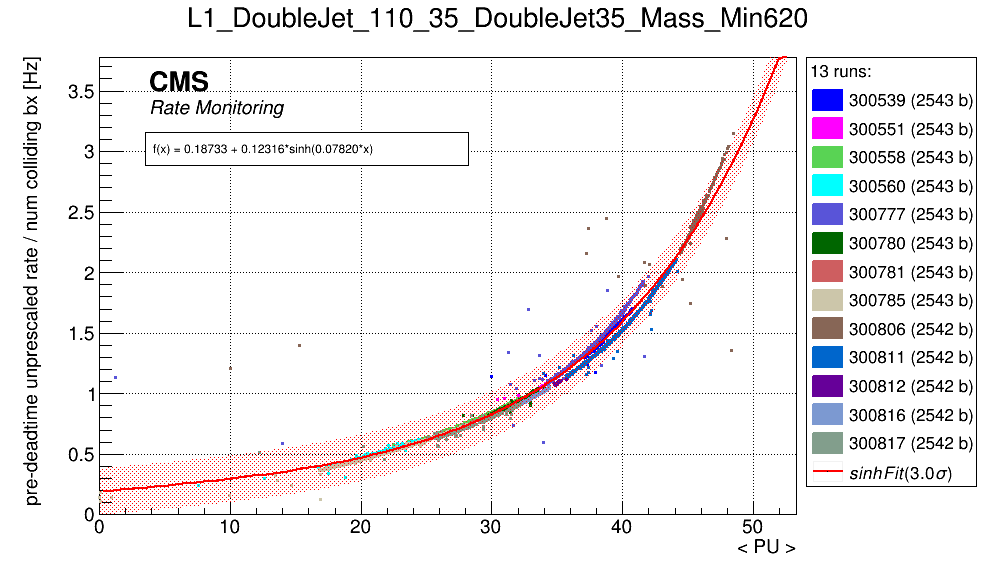 L1_DoubleJet_110_35_DoubleJet35_Mass_Min620
pre-deadtime unprescaled rate / num colliding bx [Hz]
CMS
Rate Monitoring
f(x) = 0.18733 + 0.12316*sinh(0.07820*x)
3.5
3
2.5
2
1.5
1
0.5
0
0 10 20 30 40 50
< PU >
13 runs:
300539 (2543 b)
300551 (2543 b)
300558 (2543 b)
300560 (2543 b)
300777 (2543 b)
300780 (2543 b)
300781 (2543 b)
300785 (2543 b)
300806 (2542 b)
300811 (2542 b)
300812 (2542 b)
300816 (2542 b)
300817 (2542 b)
sinhFit(3.0σ)